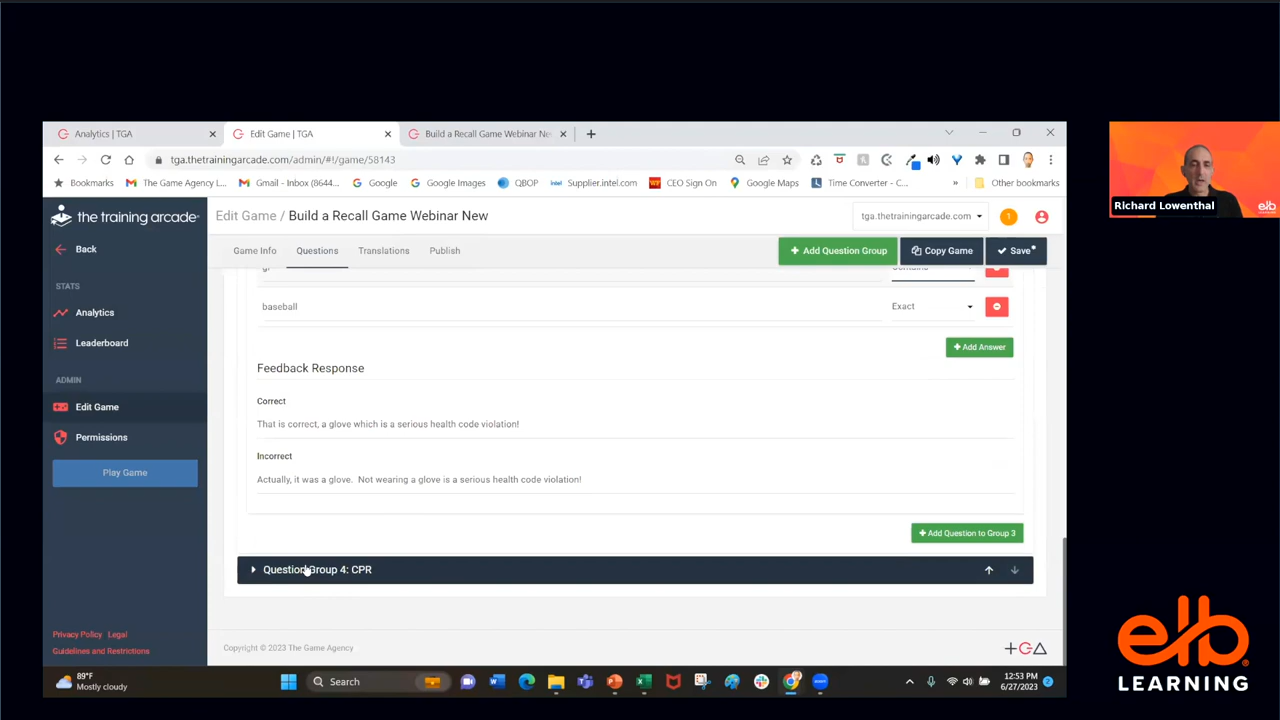 Analytics | TGA
Edit Game | TGA
Build a Recall Game Webinar Ne
tga.thetrainingarcade.com/admin/#!/game/58143
Bookmarks
The Game Agency L...
Gmail - Inbox (8644...
Google
Google Images
QBOP
intel Supplier.intel.com
CEO Sign On
Google Maps
Time Converter - C...
»
Other bookmarks
the training arcade
Edit Game / Build a Recall Game Webinar New
tga.thetrainingarcade.com
1
Back
Game Info
Questions
Translations
Publish
+ Add Question Group
Copy Game
Save*
STATS
Analytics
Leaderboard
ADMIN
Edit Game
Permissions
Play Game
baseball
Exact
+ Add Answer
Feedback Response
Correct
That is correct, a glove which is a serious health code violation!
Incorrect
Actually, it was a glove. Not wearing a glove is a serious health code violation!
+ Add Question to Group 3
Question Group 4: CPR
Privacy Policy Legal
Guidelines and Restrictions
Copyright © 2023 The Game Agency
89°F
Mostly cloudy
Search
12:53 PM
6/27/2023
2
Richard Lowenthal
elb
elb
LEARNING